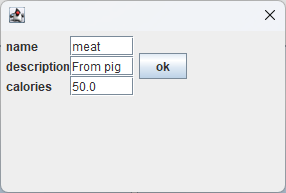 name meat
description From pig ok
calories 50.0